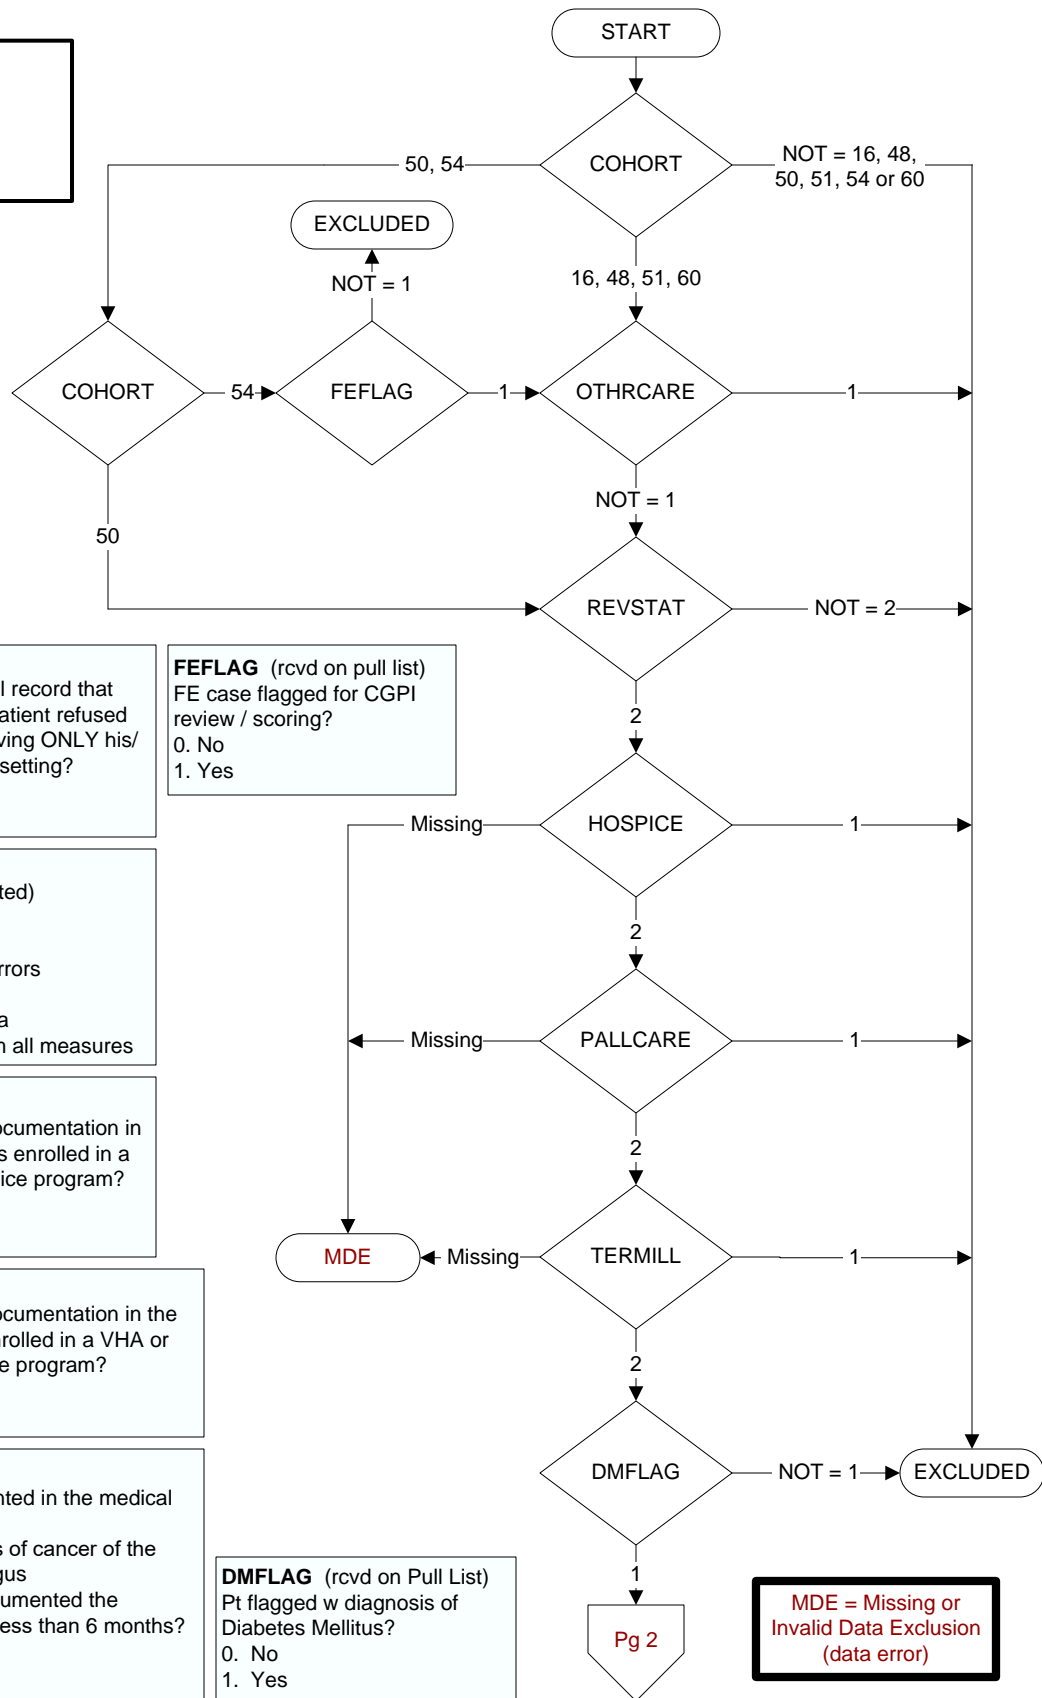 START
COHORT
50, 54
NOT = 16, 48,
50, 51, 54 or 60
EXCLUDED
NOT = 1
16, 48, 51, 60
COHORT
54
FEFLAG
1
OTHRCARE
1
NOT = 1
50
REVSTAT
NOT = 2
2
record that
atient refused
ving ONLY his/
setting?
FEFLAG (rcvd on pull list)
FE case flagged for CGPI
review / scoring?
0. No
1. Yes
Missing
HOSPICE
1
2
ted)
rrors
a
n all measures
Missing
PALLCARE
1
2
ocumentation in
s enrolled in a
ice program?
MDE
Missing
TERMILL
1
2
ocumentation in the
nrolled in a VHA or
e program?
DMFLAG
NOT = 1
EXCLUDED
1
nted in the medical
s of cancer of the
gus
cumented the
less than 6 months?
DMFLAG (rcvd on Pull List)
Pt flagged w diagnosis of
Diabetes Mellitus?
0. No
1. Yes
Pg 2
MDE = Missing or
Invalid Data Exclusion
(data error)